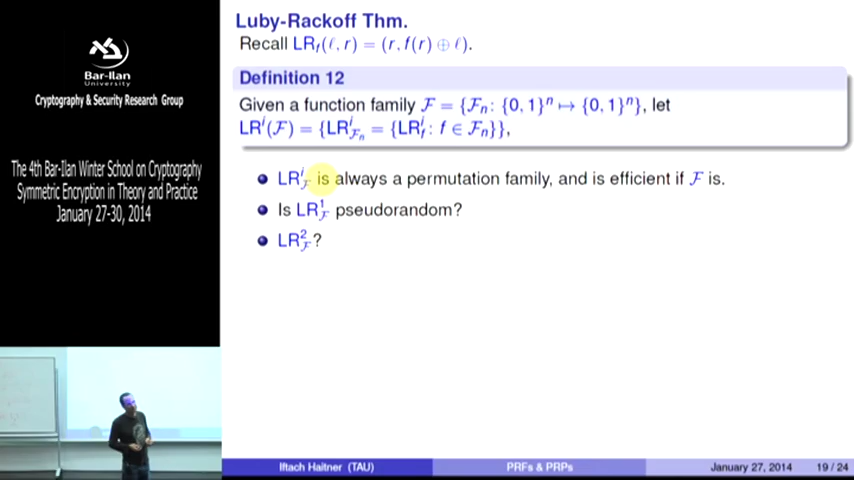 Bar-Ilan
University
Cryptography & Security Research Group
The 4th Bar-Ilan Winter School on Cryptography
Symmetric Encryption in Theory and Practice
January 27-30, 2014
Luby-Rackoff Thm.
Recall LR_f(ℓ, r) = (r, f(r) ⊕ ℓ).
Definition 12
Given a function family F = {F_n : {0, 1}^n ↦ {0, 1}^n}, let
LR^i(F) = {LR^i_{F_n} = {LR^i_f : f ∈ F_n}},
LR^i_F is always a permutation family, and is efficient if F is.
Is LR^1_F pseudorandom?
LR^2_F?
Iftach Haitner (TAU) PRFs & PRPs January 27, 2014 19 / 24